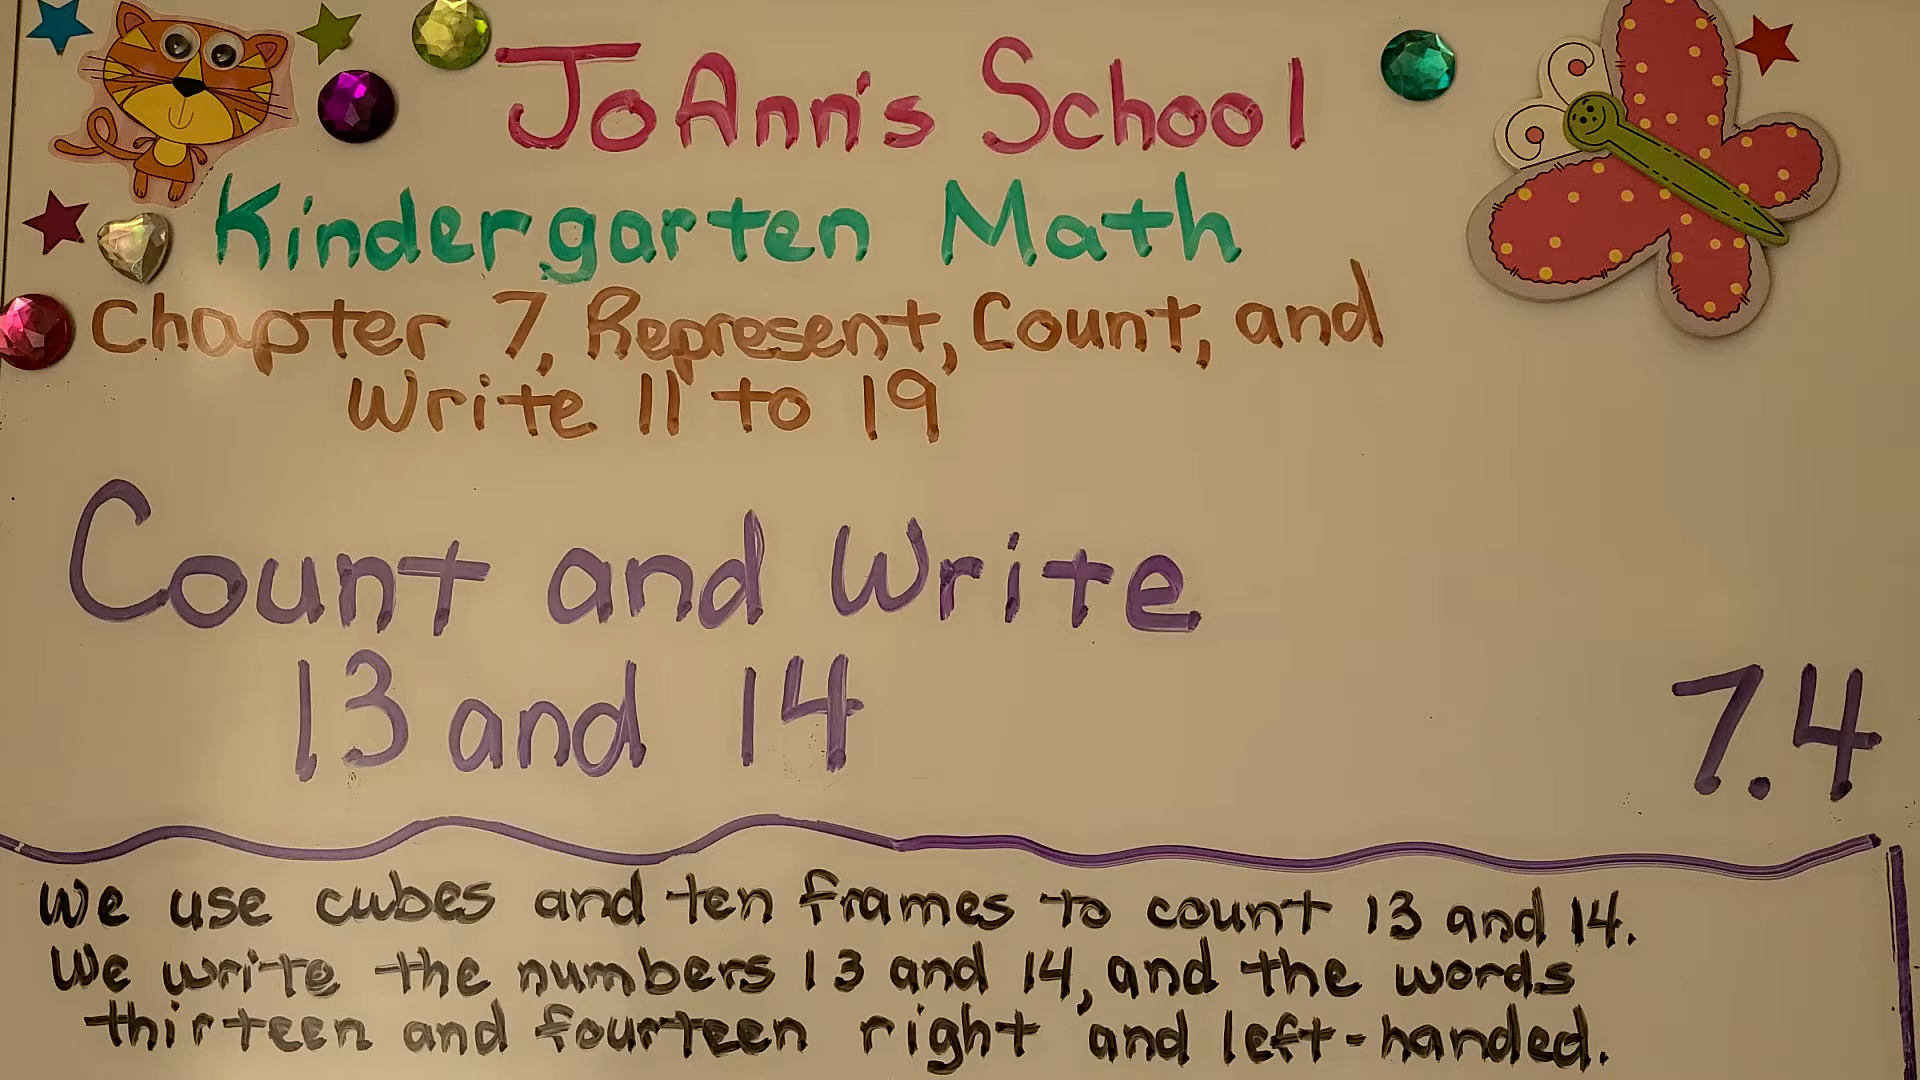 JoAnn's School
Kindergarten Math
Chapter 7, Represent, Count, and
Write 11 to 19
Count and Write
13 and 14
7.4
We use cubes and ten frames to count 13 and 14.
We write the numbers 13 and 14, and the words
thirteen and fourteen right and left-handed.